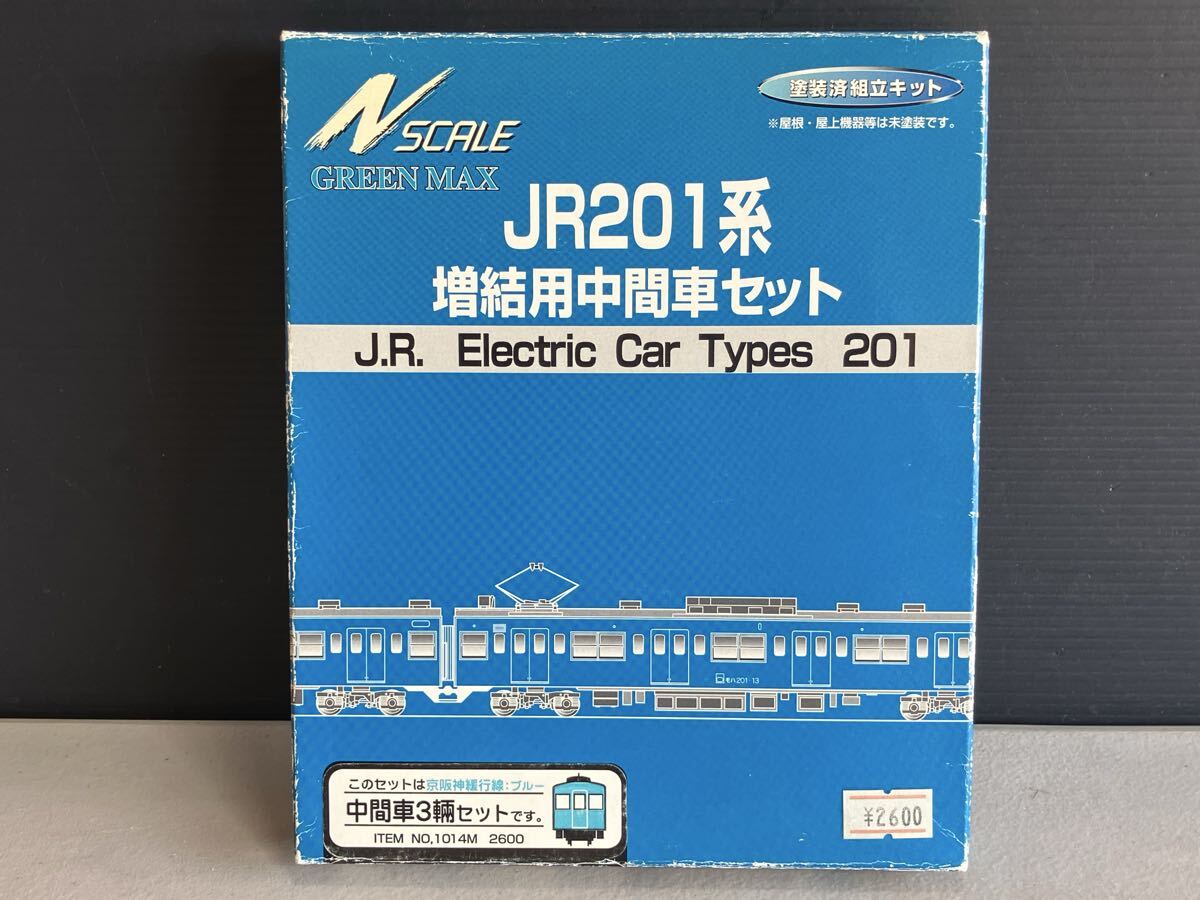 N SCALE
GREEN MAX
塗装済組立キット
※屋根・屋上機器等は未塗装です。
JR201系
増結用中間車セット
J.R. Electric Car Types 201
モハ201-13
このセットは京阪神緩行線:ブルー
中間車3輌セットです。
ITEM NO,1014M 2600
¥2600